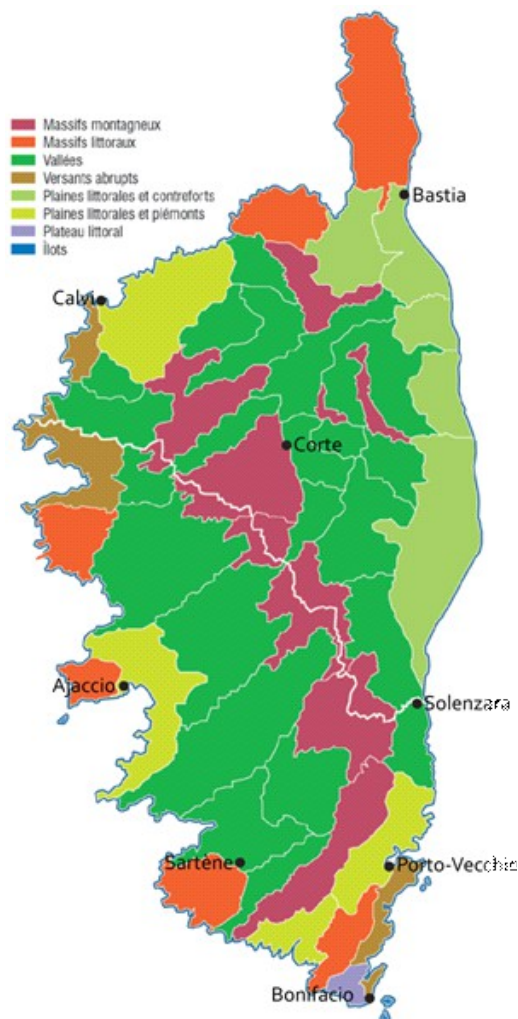 Massifs montagneux
Massifs littoraux
Vallées
Versants abrupts
Plaines littorales et contreforts
Plaines littorales et piémonts
Plateau littoral
Îlots
Bastia
Calvi
Corte
Ajaccio
Solenzara
Sartène
Porto-Vecchio
Bonifacio